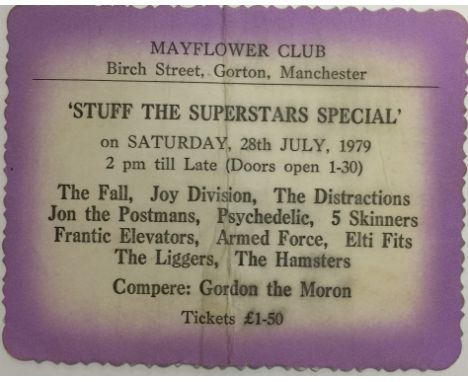 MAYFLOWER CLUB
Birch Street, Gorton, Manchester
'STUFF THE SUPERSTARS SPECIAL'
on SATURDAY, 28th JULY, 1979
2 pm till Late (Doors open 1-30)
The Fall, Joy Division, The Distractions
Jon the Postmans, Psychedelic, 5 Skinners
Frantic Elevators, Armed Force, Elti Fits
The Liggers, The Hamsters
Compere: Gordon the Moron
Tickets £1-50